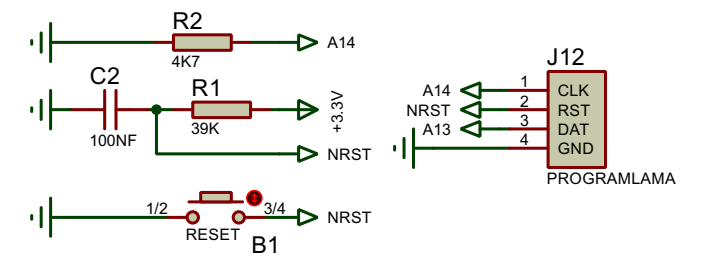 R2
A14
4K7
C2
R1
+3.3V
100NF
39K
NRST
1/2
3/4
NRST
RESET
B1
J12
A14
1
CLK
NRST
2
RST
A13
3
DAT
4
GND
PROGRAMLAMA